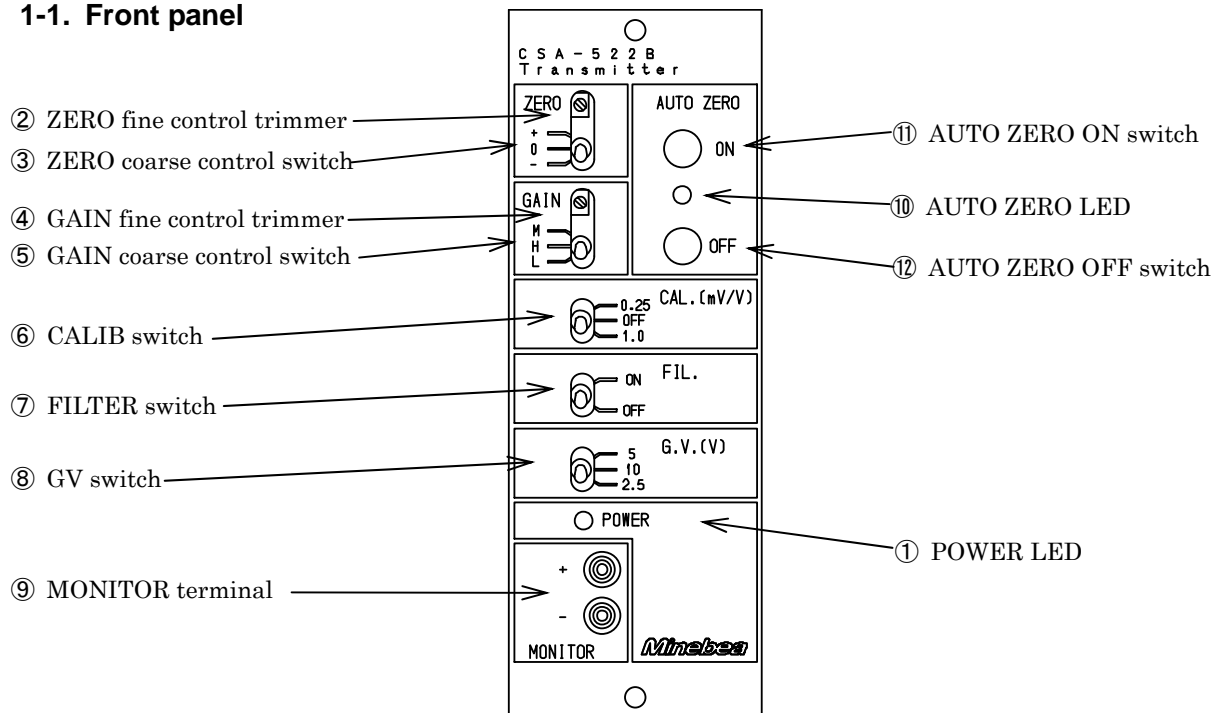 1-1. Front panel
CSA-522B
Transmitter
② ZERO fine control trimmer
③ ZERO coarse control switch
④ GAIN fine control trimmer
⑤ GAIN coarse control switch
⑥ CALIB switch
⑦ FILTER switch
⑧ GV switch
⑨ MONITOR terminal
ZERO
+
0
-
GAIN
M
H
L
AUTO ZERO
ON
OFF
CAL.(mV/V)
0.25
OFF
1.0
FIL.
ON
OFF
G.V.(V)
5
10
2.5
POWER
+
-
MONITOR
Minebea
⑪ AUTO ZERO ON switch
⑩ AUTO ZERO LED
⑫ AUTO ZERO OFF switch
① POWER LED